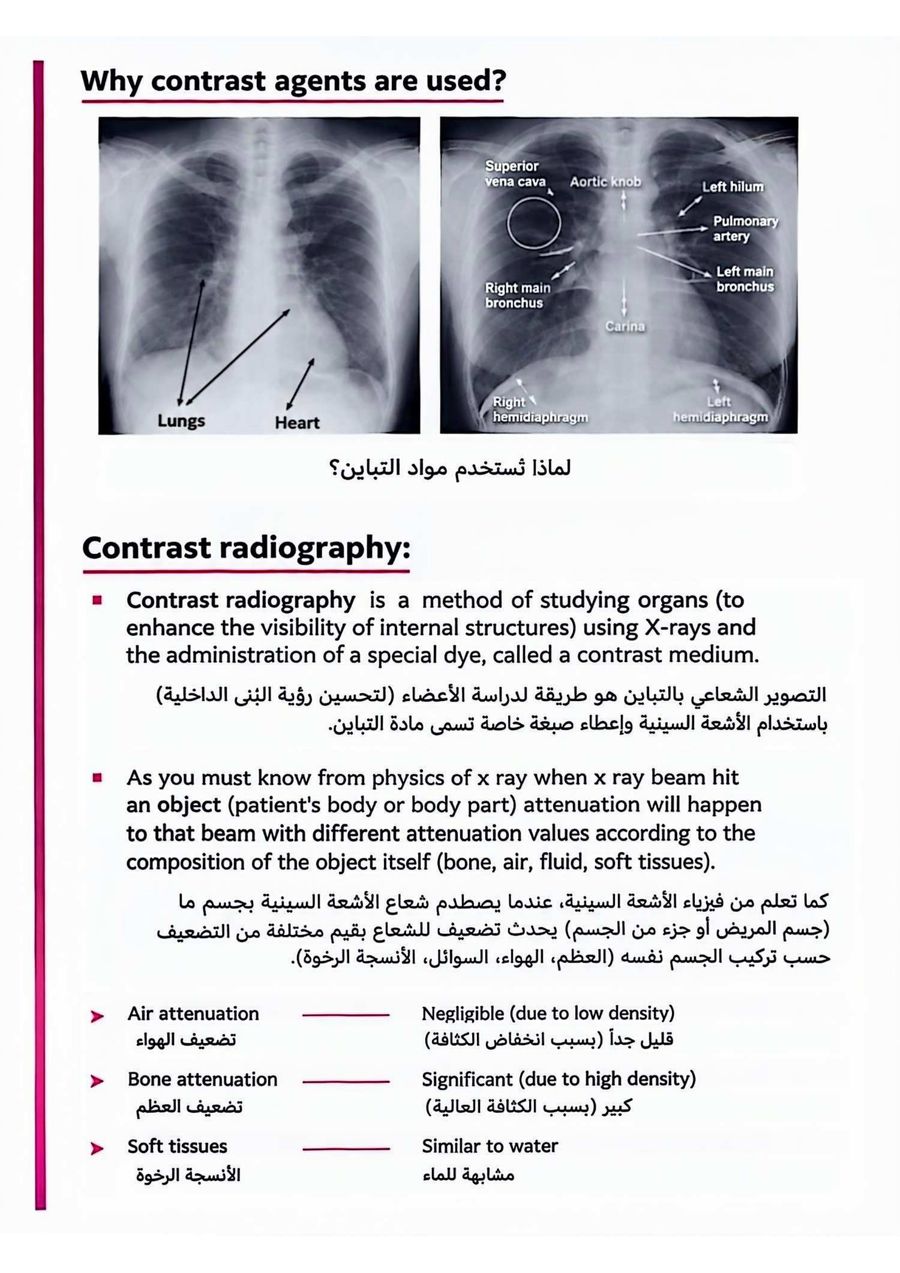 Why contrast agents are used?
Superior
vena cava
Aortic knob
Left hilum
Pulmonary
artery
Left main
bronchus
Right main
bronchus
Carina
Right
hemidiaphragm
Left
hemidiaphragm
Lungs
Heart
لماذا تُستخدم مواد التباين؟
Contrast radiography:
▪ Contrast radiography is a method of studying organs (to
enhance the visibility of internal structures) using X-rays and
the administration of a special dye, called a contrast medium.
التصوير الشعاعي بالتباين هو طريقة لدراسة الأعضاء (لتحسين رؤية البُنى الداخلية)
باستخدام الأشعة السينية وإعطاء صبغة خاصة تسمى مادة التباين.
▪ As you must know from physics of x ray when x ray beam hit
an object (patient's body or body part) attenuation will happen
to that beam with different attenuation values according to the
composition of the object itself (bone, air, fluid, soft tissues).
كما تعلم من فيزياء الأشعة السينية، عندما يصطدم شعاع الأشعة السينية بجسم ما
(جسم المريض أو جزء من الجسم) يحدث تضعيف للشعاع بقيم مختلفة من التضعيف
حسب تركيب الجسم نفسه (العظم، الهواء، السوائل، الأنسجة الرخوة).
➤ Air attenuation —— Negligible (due to low density)
تضعيف الهواء قليل جداً (بسبب انخفاض الكثافة)
➤ Bone attenuation —— Significant (due to high density)
تضعيف العظم كبير (بسبب الكثافة العالية)
➤ Soft tissues —— Similar to water
الأنسجة الرخوة مشابهة للماء